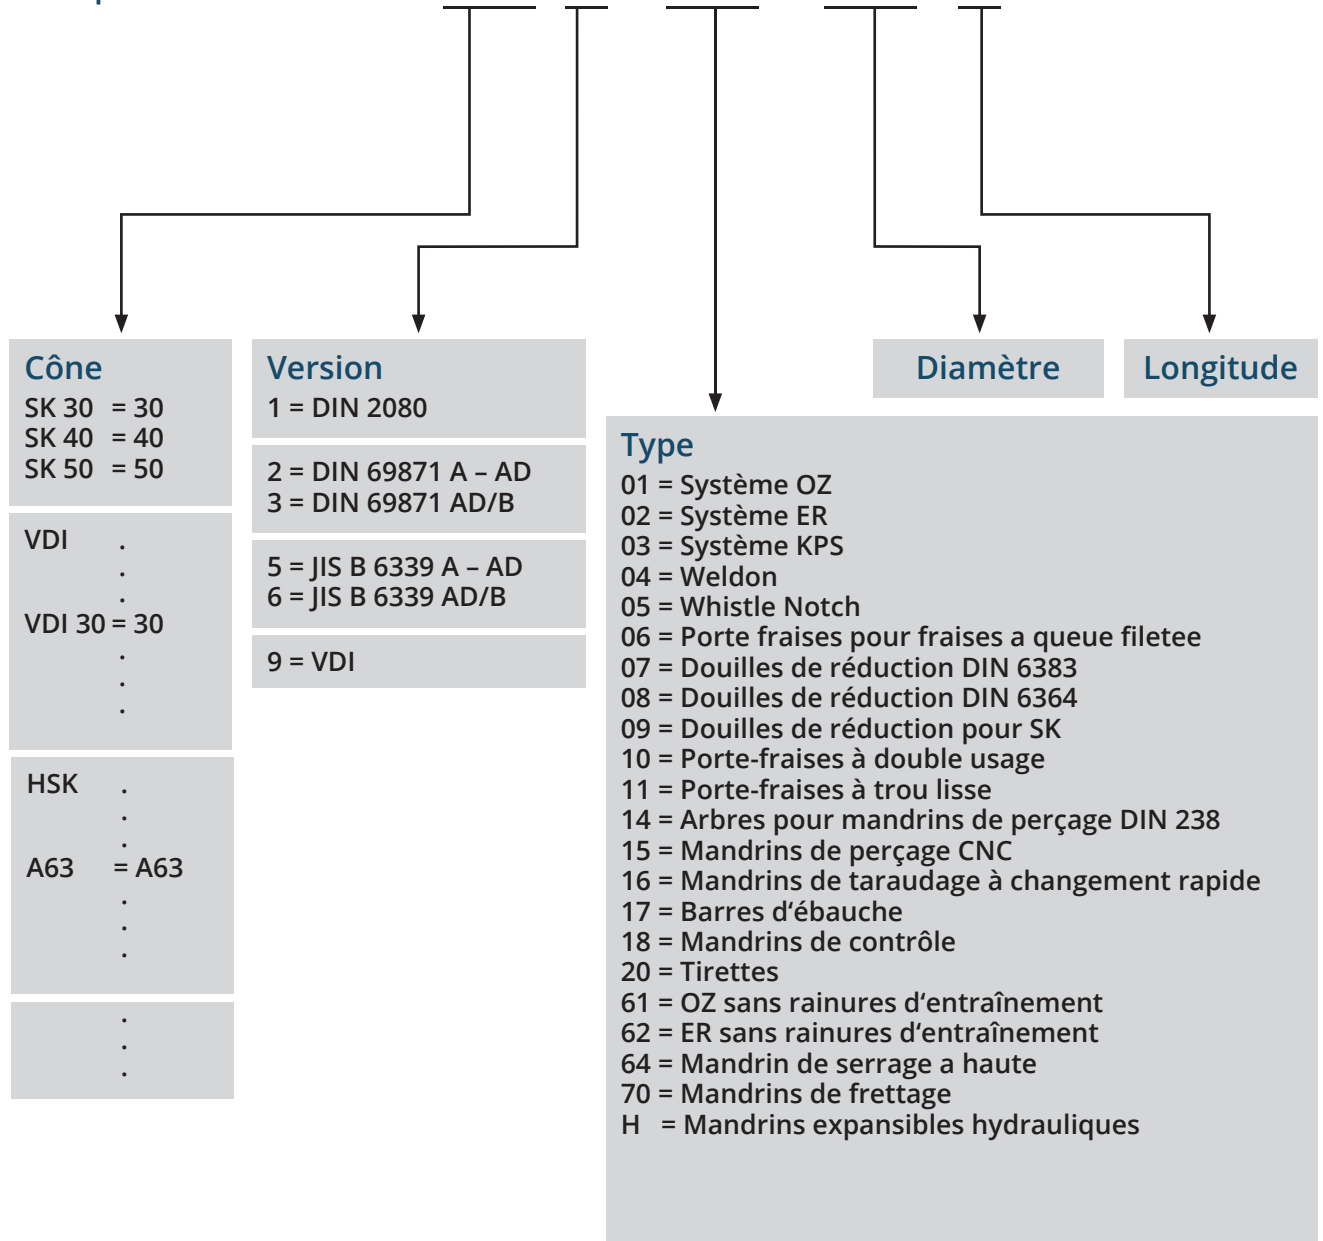 Cône
SK 30 = 30
SK 40 = 40
SK 50 = 50
VDI .
.
.
VDI 30 = 30
.
.
.
HSK .
.
.
A63 = A63
.
.
.
.
.
.
Version
1 = DIN 2080
2 = DIN 69871 A – AD
3 = DIN 69871 AD/B
5 = JIS B 6339 A – AD
6 = JIS B 6339 AD/B
9 = VDI
Type
01 = Système OZ
02 = Système ER
03 = Système KPS
04 = Weldon
05 = Whistle Notch
06 = Porte fraises pour fraises a queue filetee
07 = Douilles de réduction DIN 6383
08 = Douilles de réduction DIN 6364
09 = Douilles de réduction pour SK
10 = Porte-fraises à double usage
11 = Porte-fraises à trou lisse
14 = Arbres pour mandrins de perçage DIN 238
15 = Mandrins de perçage CNC
16 = Mandrins de taraudage à changement rapide
17 = Barres d‘ébauche
18 = Mandrins de contrôle
20 = Tirettes
61 = OZ sans rainures d‘entraînement
62 = ER sans rainures d‘entraînement
64 = Mandrin de serrage a haute
70 = Mandrins de frettage
H = Mandrins expansibles hydrauliques
Diamètre
Longitude